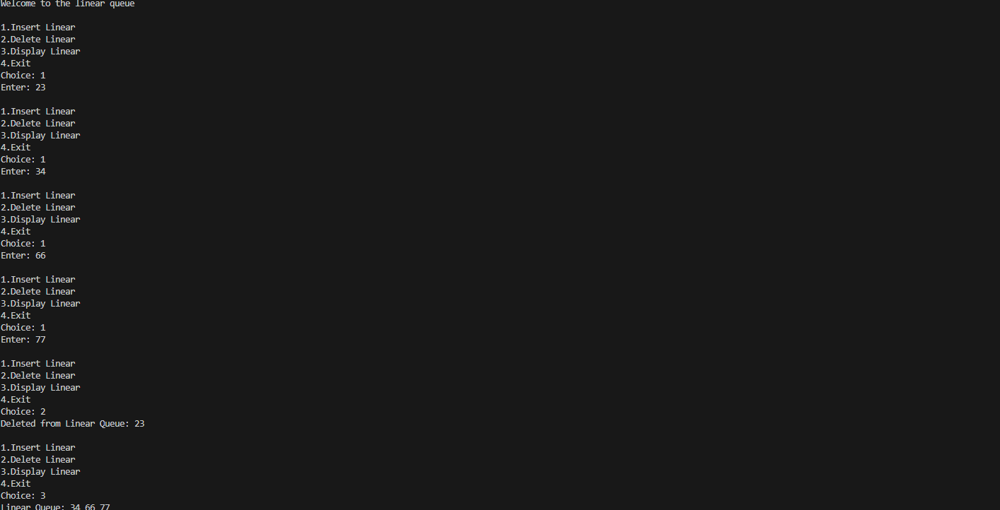 Welcome to the linear queue
1.Insert Linear
2.Delete Linear
3.Display Linear
4.Exit
Choice: 1
Enter: 23
1.Insert Linear
2.Delete Linear
3.Display Linear
4.Exit
Choice: 1
Enter: 34
1.Insert Linear
2.Delete Linear
3.Display Linear
4.Exit
Choice: 1
Enter: 66
1.Insert Linear
2.Delete Linear
3.Display Linear
4.Exit
Choice: 1
Enter: 77
1.Insert Linear
2.Delete Linear
3.Display Linear
4.Exit
Choice: 2
Deleted from Linear Queue: 23
1.Insert Linear
2.Delete Linear
3.Display Linear
4.Exit
Choice: 3
Linear Queue: 34 66 77